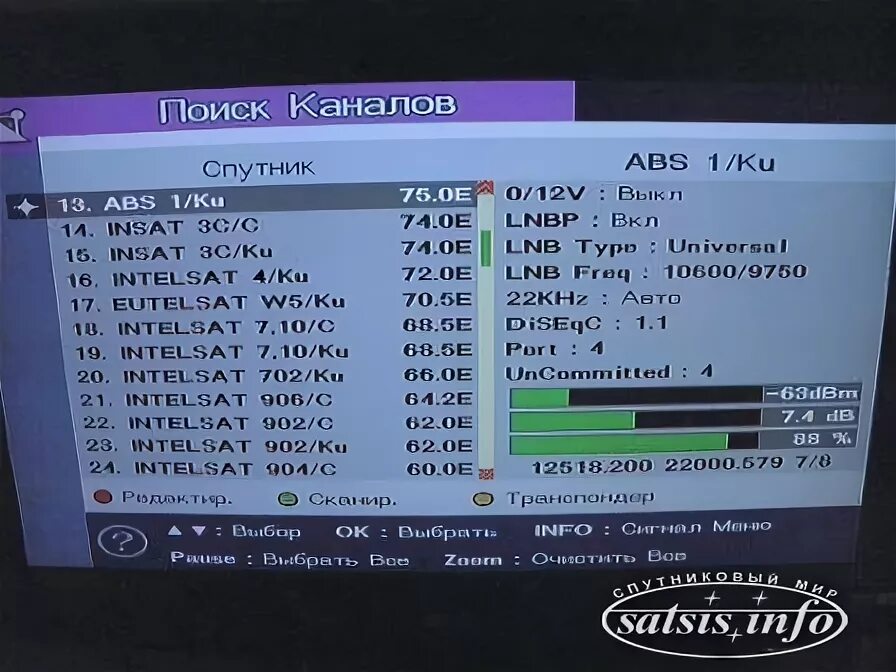 Поиск Каналов
Спутник
ABS 1/Ku
13. ABS 1/Ku 75.0E
14. INSAT 3C/C 74.0E
15. INSAT 3C/Ku 74.0E
16. INTELSAT 4/Ku 72.0E
17. EUTELSAT W5/Ku 70.5E
18. INTELSAT 7,10/C 68.5E
19. INTELSAT 7,10/Ku 68.5E
20. INTELSAT 702/Ku 66.0E
21. INTELSAT 906/C 64.2E
22. INTELSAT 902/C 62.0E
23. INTELSAT 902/Ku 62.0E
24. INTELSAT 904/C 60.0E
0/12V : Выкл
LNBP : Вкл
LNB Type : Universal
LNB Freq : 10600/9750
22KHz : Авто
DiSEqC : 1.1
Port : 4
UnCommitted : 4
-63dBm
7.4 dB
88 %
12518.200 22000.579 7/8
Редактир. Сканир. Транспондер
? ▲ ▼ : Выбор OK : Выбрать INFO : Сигнал Меню
Pause : Выбрать Все Zoom : Очистить Все
СПУТНИКОВЫЙ МИР
satsis.info